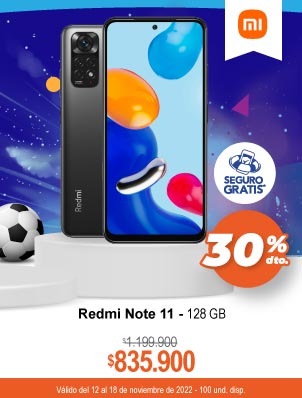 mi
SEGURO
GRATIS*
30%
dto.
Redmi
Redmi Note 11 - 128 GB
$1.199.900
$835.900
Válido del 12 al 18 de noviembre de 2022 - 100 und. disp.